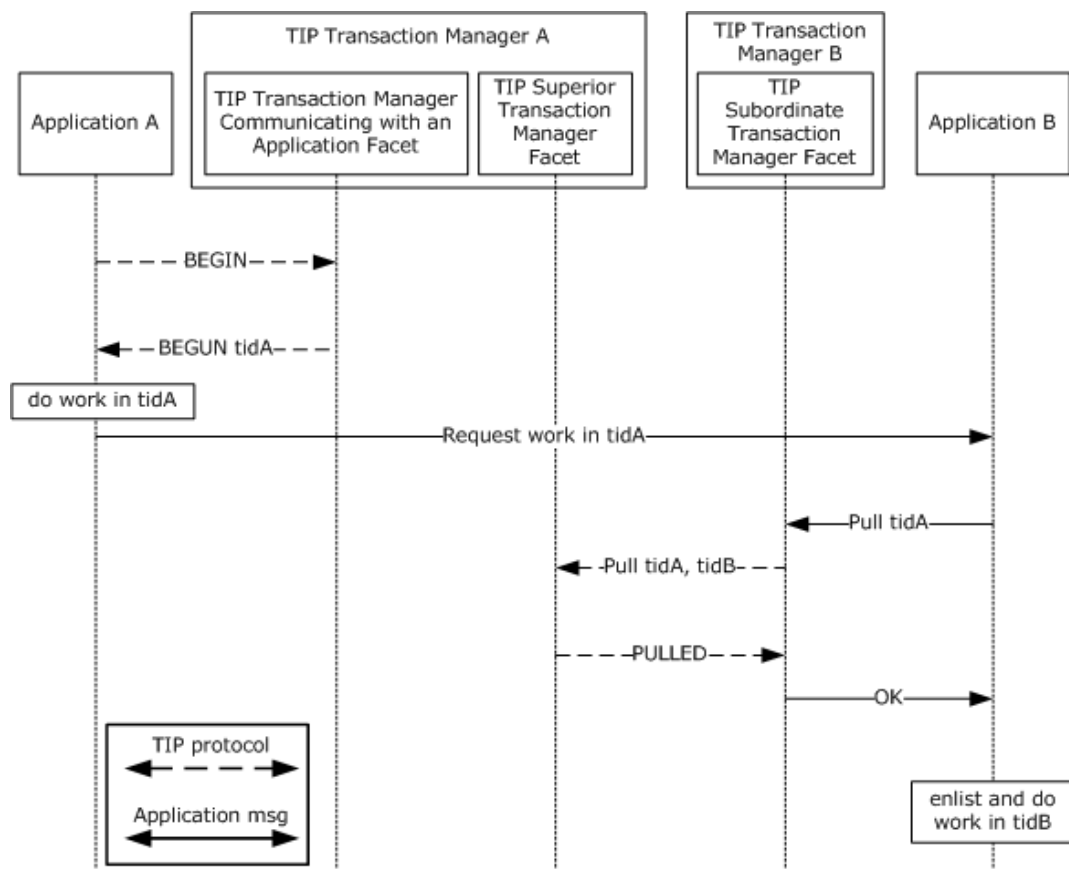 TIP Transaction Manager A
TIP Transaction
Manager B
Application A
TIP Transaction Manager
Communicating with an
Application Facet
TIP Superior
Transaction
Manager
Facet
TIP
Subordinate
Transaction
Manager Facet
Application B
BEGIN
BEGUN tidA
do work in tidA
Request work in tidA
Pull tidA
Pull tidA, tidB
PULLED
OK
TIP protocol
Application msg
enlist and do
work in tidB